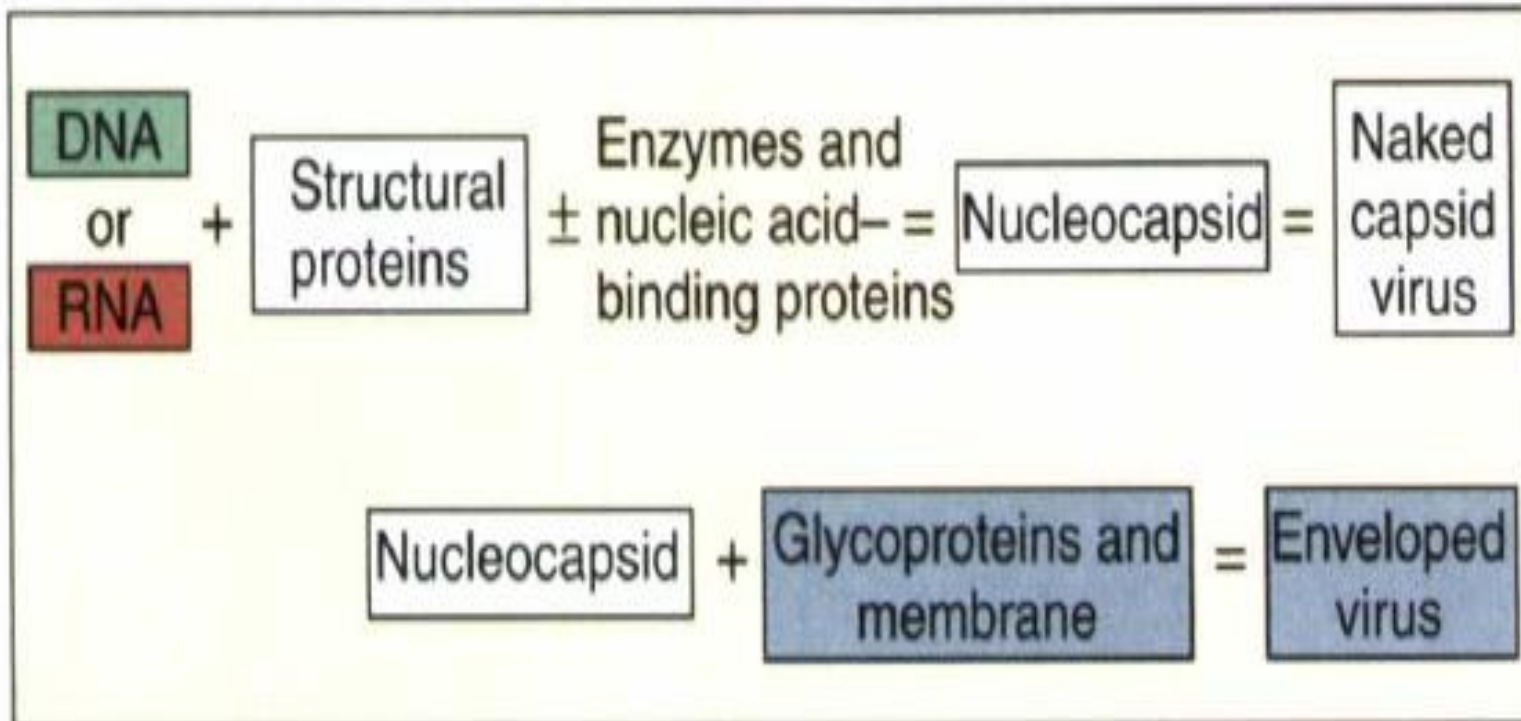 DNA
or
RNA
+
Structural
proteins
±
Enzymes and
nucleic acid–
binding proteins
=
Nucleocapsid
=
Naked
capsid
virus
Nucleocapsid
+
Glycoproteins and
membrane
=
Enveloped
virus